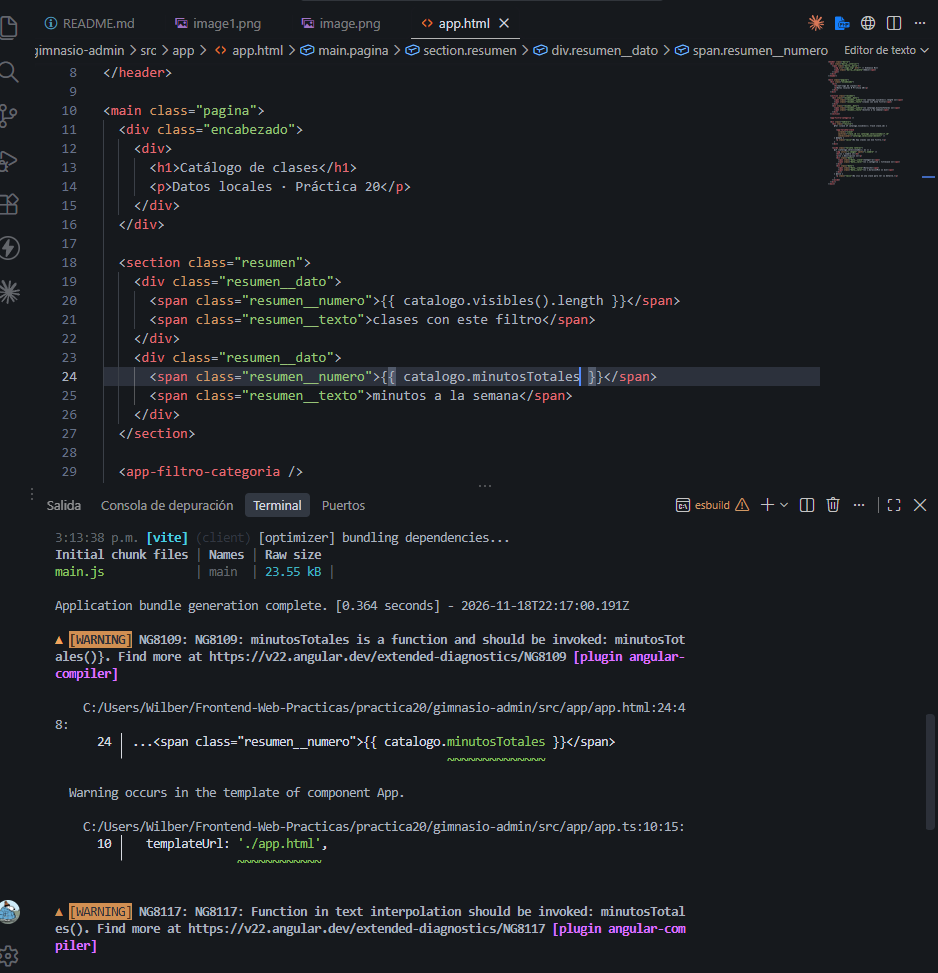 README.md image1.png image.png app.html
gimnasio-admin > src > app > app.html > main.pagina > section.resumen > div.resumen__dato > span.resumen__numero Editor de texto
8 </header>
9
10 <main class="pagina">
11 <div class="encabezado">
12 <div>
13 <h1>Catálogo de clases</h1>
14 <p>Datos locales · Práctica 20</p>
15 </div>
16 </div>
17
18 <section class="resumen">
19 <div class="resumen__dato">
20 <span class="resumen__numero">{{ catalogo.visibles().length }}</span>
21 <span class="resumen__texto">clases con este filtro</span>
22 </div>
23 <div class="resumen__dato">
24 <span class="resumen__numero">{{ catalogo.minutosTotales }}</span>
25 <span class="resumen__texto">minutos a la semana</span>
26 </div>
27 </section>
28
29 <app-filtro-categoria />
Salida Consola de depuración Terminal Puertos esbuild
3:13:38 p.m. [vite] (client) [optimizer] bundling dependencies...
Initial chunk files | Names | Raw size
main.js | main | 23.55 kB |
Application bundle generation complete. [0.364 seconds] - 2026-11-18T22:17:00.191Z
▲ [WARNING] NG8109: NG8109: minutosTotales is a function and should be invoked: minutosTot
ales()}. Find more at https://v22.angular.dev/extended-diagnostics/NG8109 [plugin angular-
compiler]
C:/Users/Wilber/Frontend-Web-Practicas/practica20/gimnasio-admin/src/app/app.html:24:4
8:
24 │ ...<span class="resumen__numero">{{ catalogo.minutosTotales }}</span>
~~~~~~~~~~~~~~
Warning occurs in the template of component App.
C:/Users/Wilber/Frontend-Web-Practicas/practica20/gimnasio-admin/src/app/app.ts:10:15:
10 │ templateUrl: './app.html',
~~~~~~~~~~~~
▲ [WARNING] NG8117: NG8117: Function in text interpolation should be invoked: minutosTotal
es(). Find more at https://v22.angular.dev/extended-diagnostics/NG8117 [plugin angular-com
piler]